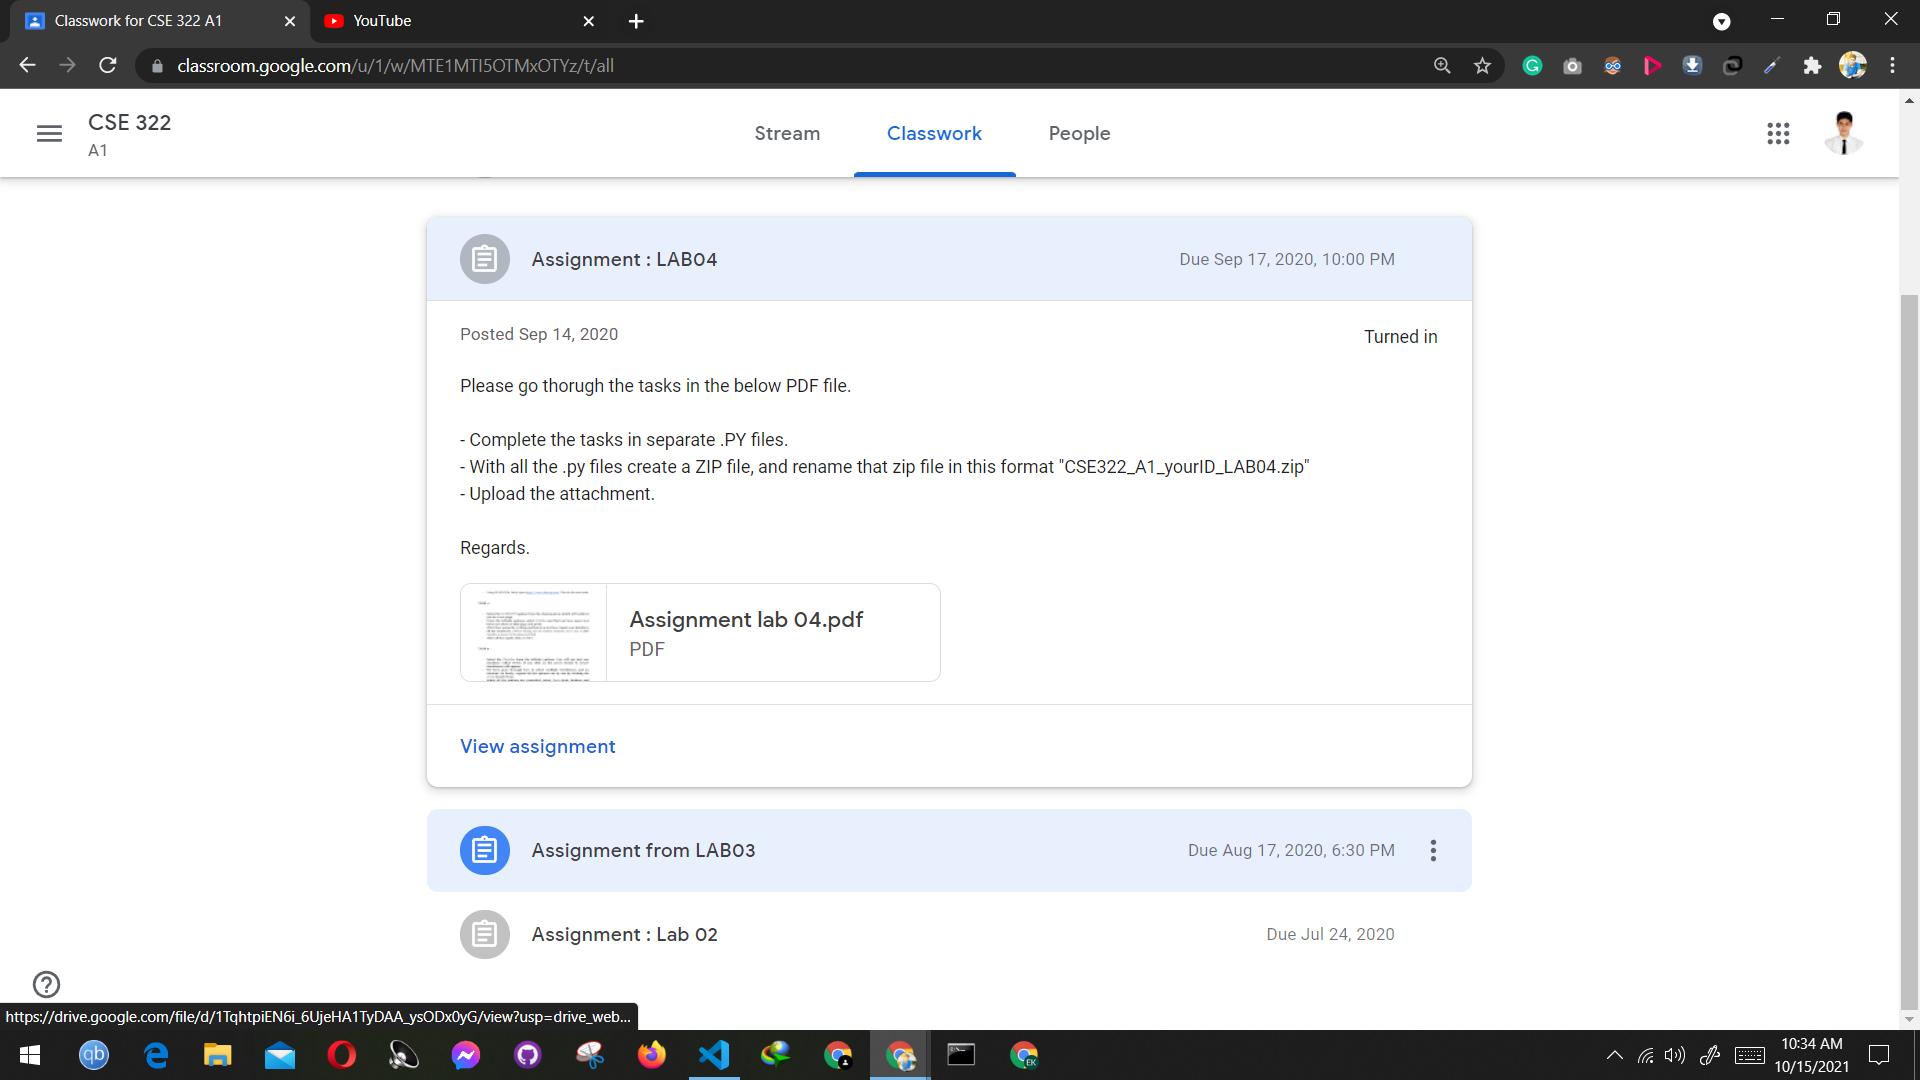 Classwork for CSE 322 A1
YouTube
classroom.google.com/u/1/w/MTE1MTI5OTMxOTYz/t/all
CSE 322
A1
Stream
Classwork
People
Assignment : LAB04
Due Sep 17, 2020, 10:00 PM
Posted Sep 14, 2020
Turned in
Please go thorugh the tasks in the below PDF file.
- Complete the tasks in separate .PY files.
- With all the .py files create a ZIP file, and rename that zip file in this format "CSE322_A1_yourID_LAB04.zip"
- Upload the attachment.
Regards.
Assignment lab 04.pdf
PDF
View assignment
Assignment from LAB03
Due Aug 17, 2020, 6:30 PM
Assignment : Lab 02
Due Jul 24, 2020
https://drive.google.com/file/d/1TqhtpiEN6i_6UjeHA1TyDAA_ysODx0yG/view?usp=drive_web...
qb
EK
10:34 AM
10/15/2021